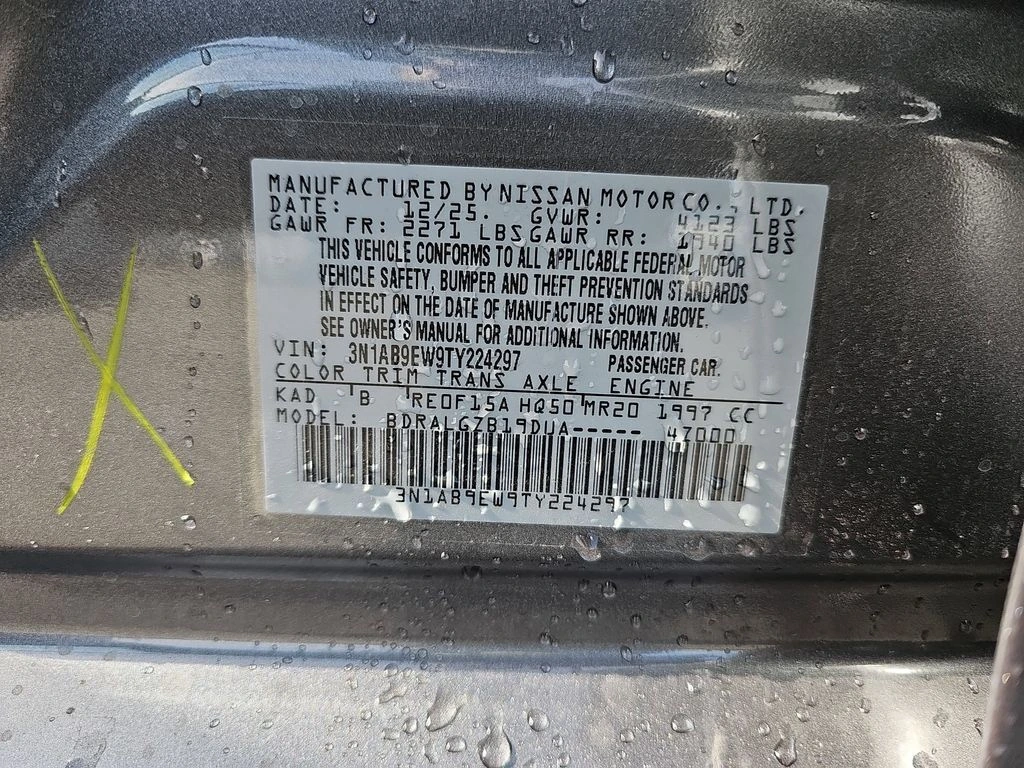 MANUFACTURED BY NISSAN MOTOR CO., LTD.
DATE: 12/25. GVWR: 4123 LBS
GAWR FR: 2271 LBS GAWR RR: 1940 LBS
THIS VEHICLE CONFORMS TO ALL APPLICABLE FEDERAL MOTOR
VEHICLE SAFETY, BUMPER AND THEFT PREVENTION STANDARDS
IN EFFECT ON THE DATE OF MANUFACTURE SHOWN ABOVE.
SEE OWNER'S MANUAL FOR ADDITIONAL INFORMATION.
VIN: 3N1AB9EW9TY224297 PASSENGER CAR.
COLOR TRIM TRANS AXLE ENGINE
KAD B RE0F15A HQ50 MR20 1997 CC
MODEL: BDRALGZB19DUA----- 47000
3N1AB9EW9TY224297